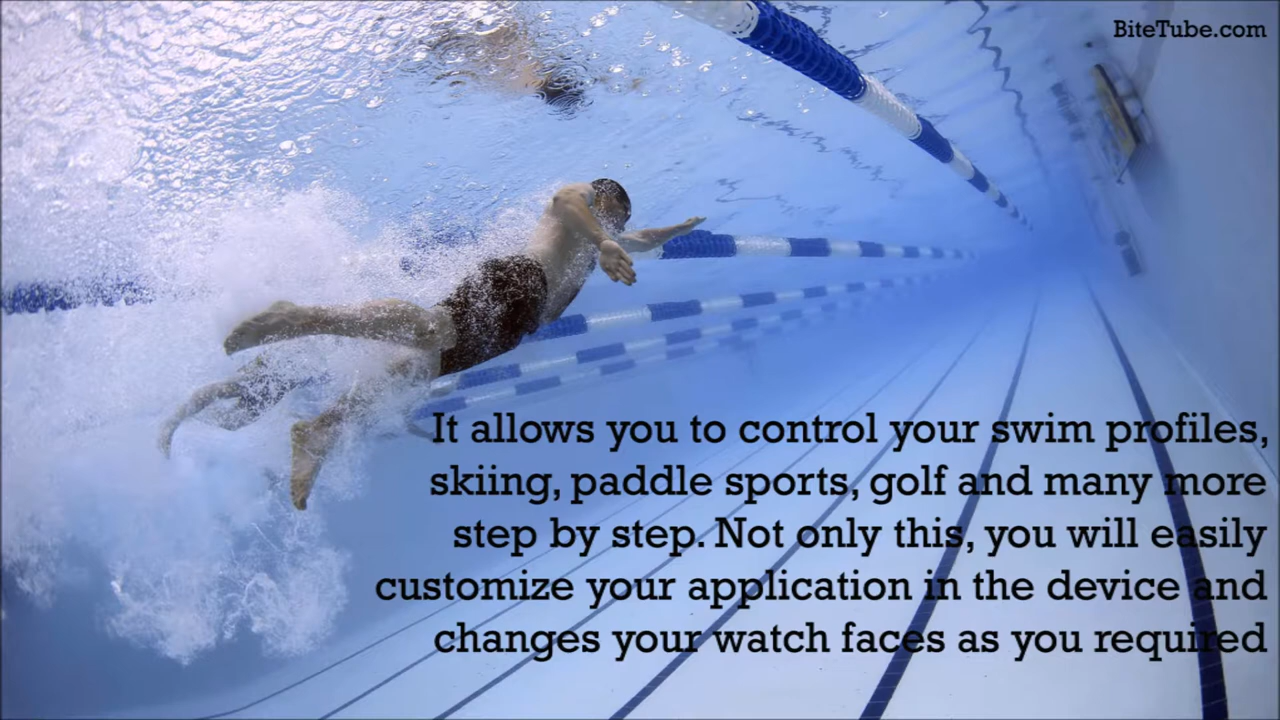 BiteTube.com
It allows you to control your swim profiles,
skiing, paddle sports, golf and many more
step by step. Not only this, you will easily
customize your application in the device and
changes your watch faces as you required